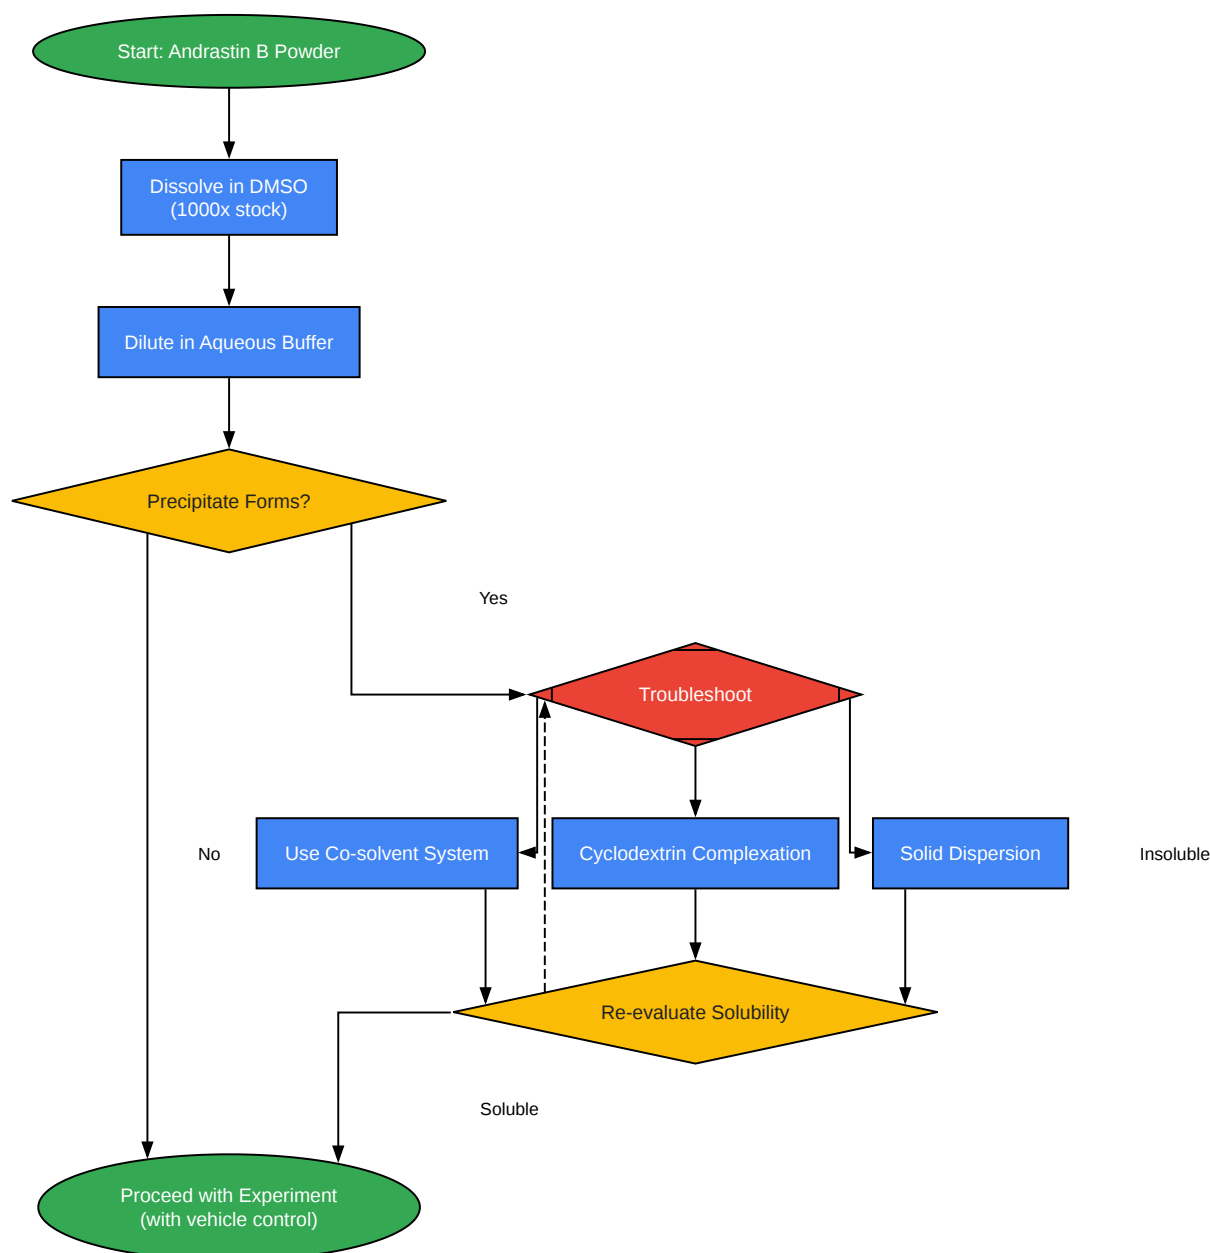 Start: Andrastin B Powder
Dissolve in DMSO
(1000x stock)
Dilute in Aqueous Buffer
Precipitate Forms?
Yes
Troubleshoot
No
Use Co-solvent System
Cyclodextrin Complexation
Solid Dispersion
Insoluble
Re-evaluate Solubility
Soluble
Proceed with Experiment
(with vehicle control)